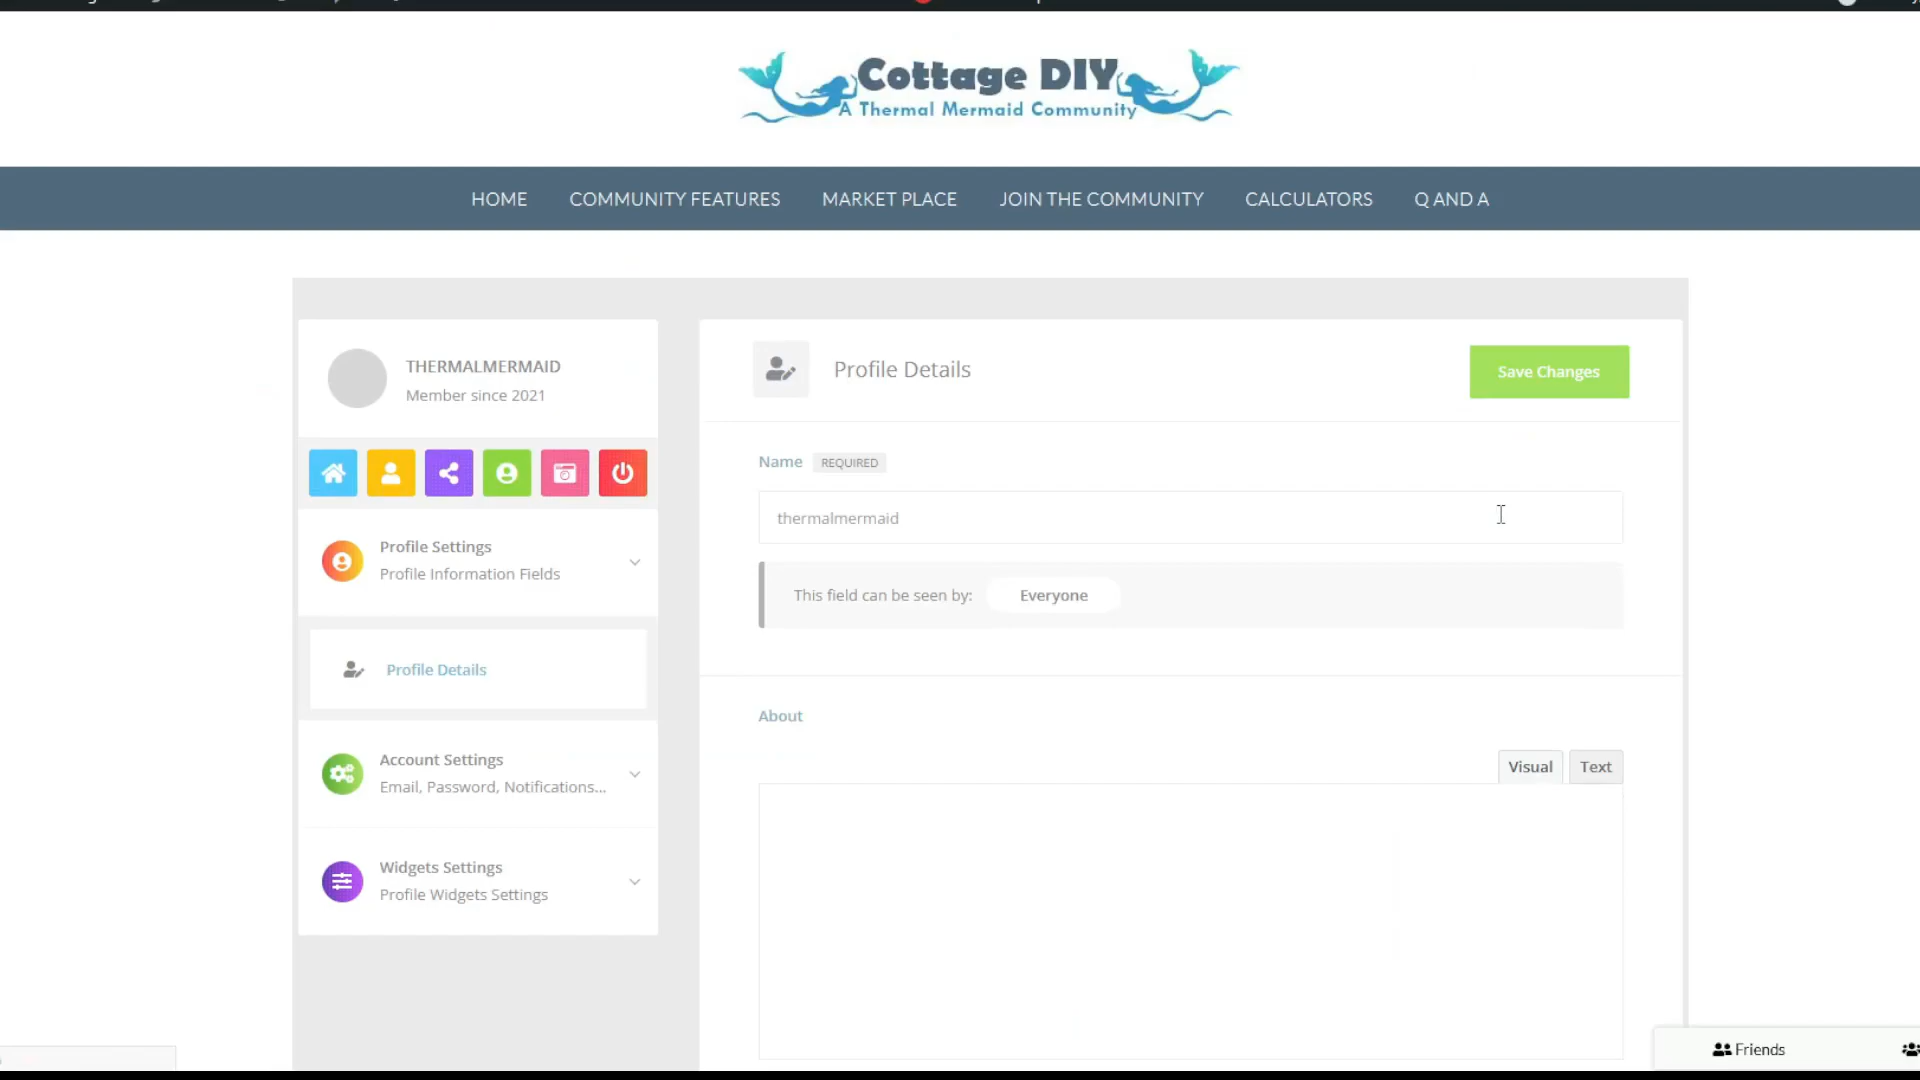 Cottage DIY
A Thermal Mermaid Community
HOME COMMUNITY FEATURES MARKET PLACE JOIN THE COMMUNITY CALCULATORS Q AND A
THERMALMERMAID
Member since 2021
Profile Settings
Profile Information Fields
Profile Details
Account Settings
Email, Password, Notifications...
Widgets Settings
Profile Widgets Settings
Profile Details
Save Changes
Name REQUIRED
thermalmermaid
This field can be seen by: Everyone
About
Visual Text
Friends